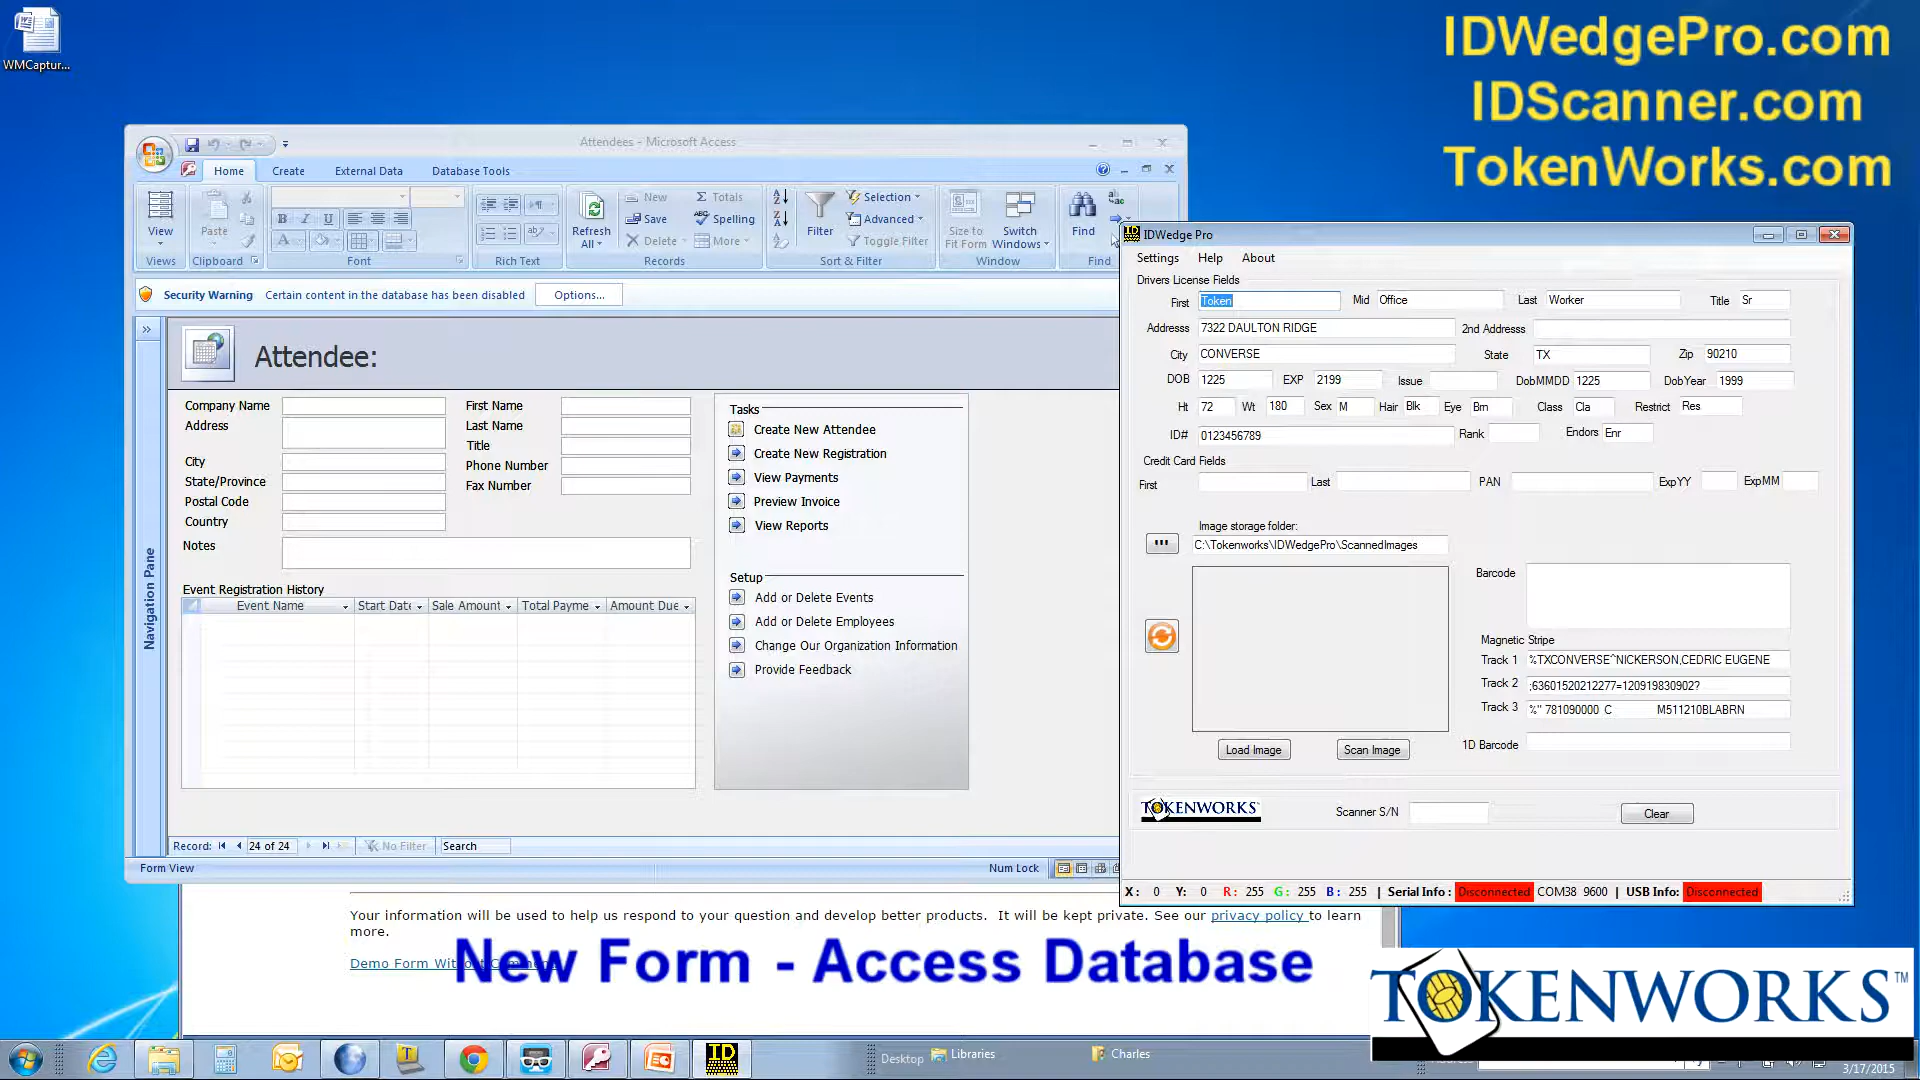 WMCaptur...
IDWedgePro.com
IDScanner.com
TokenWorks.com
Attendees - Microsoft Access
Home Create External Data Database Tools
View
Views
Paste
Clipboard
B I U
Font
Rich Text
Refresh All
New
Save
Delete
Totals
Spelling
More
Records
Filter
Selection
Advanced
Toggle Filter
Sort & Filter
Size to Fit Form
Switch Windows
Window
Find
Find
Security Warning Certain content in the database has been disabled Options...
Navigation Pane
Attendee:
Company Name
Address
City
State/Province
Postal Code
Country
Notes
First Name
Last Name
Title
Phone Number
Fax Number
Event Registration History
Event Name Start Date Sale Amount Total Payme Amount Due
Tasks
Create New Attendee
Create New Registration
View Payments
Preview Invoice
View Reports
Setup
Add or Delete Events
Add or Delete Employees
Change Our Organization Information
Provide Feedback
Record: 24 of 24 No Filter Search
Form View Num Lock
IDWedge Pro
Settings Help About
Drivers License Fields
First Token Mid Office Last Worker Title Sr
Addresss 7322 DAULTON RIDGE 2nd Addresss
City CONVERSE State TX Zip 90210
DOB 1225 EXP 2199 Issue DobMMDD 1225 DobYear 1999
Ht 72 Wt 180 Sex M Hair Blk Eye Brn Class Cla Restrict Res
ID# 0123456789 Rank Endors Enr
Credit Card Fields
First Last PAN ExpYY ExpMM
Image storage folder:
... C:\Tokenworks\IDWedgePro\ScannedImages
Barcode
Magnetic Stripe
Track 1 %TXCONVERSE^NICKERSON,CEDRIC EUGENE
Track 2 ;63601520212277=120919830902?
Track 3 %" 781090000 C M511210BLABRN
1D Barcode
Load Image Scan Image
TOKENWORKS
Scanner S/N Clear
X: 0 Y: 0 R: 255 G: 255 B: 255 | Serial Info : Disconnected COM38 9600 | USB Info: Disconnected
Your information will be used to help us respond to your question and develop better products. It will be kept private. See our privacy policy to learn
more.
Demo Form
New Form - Access Database
TOKENWORKS™
ID
Desktop Libraries Charles
3/17/2015